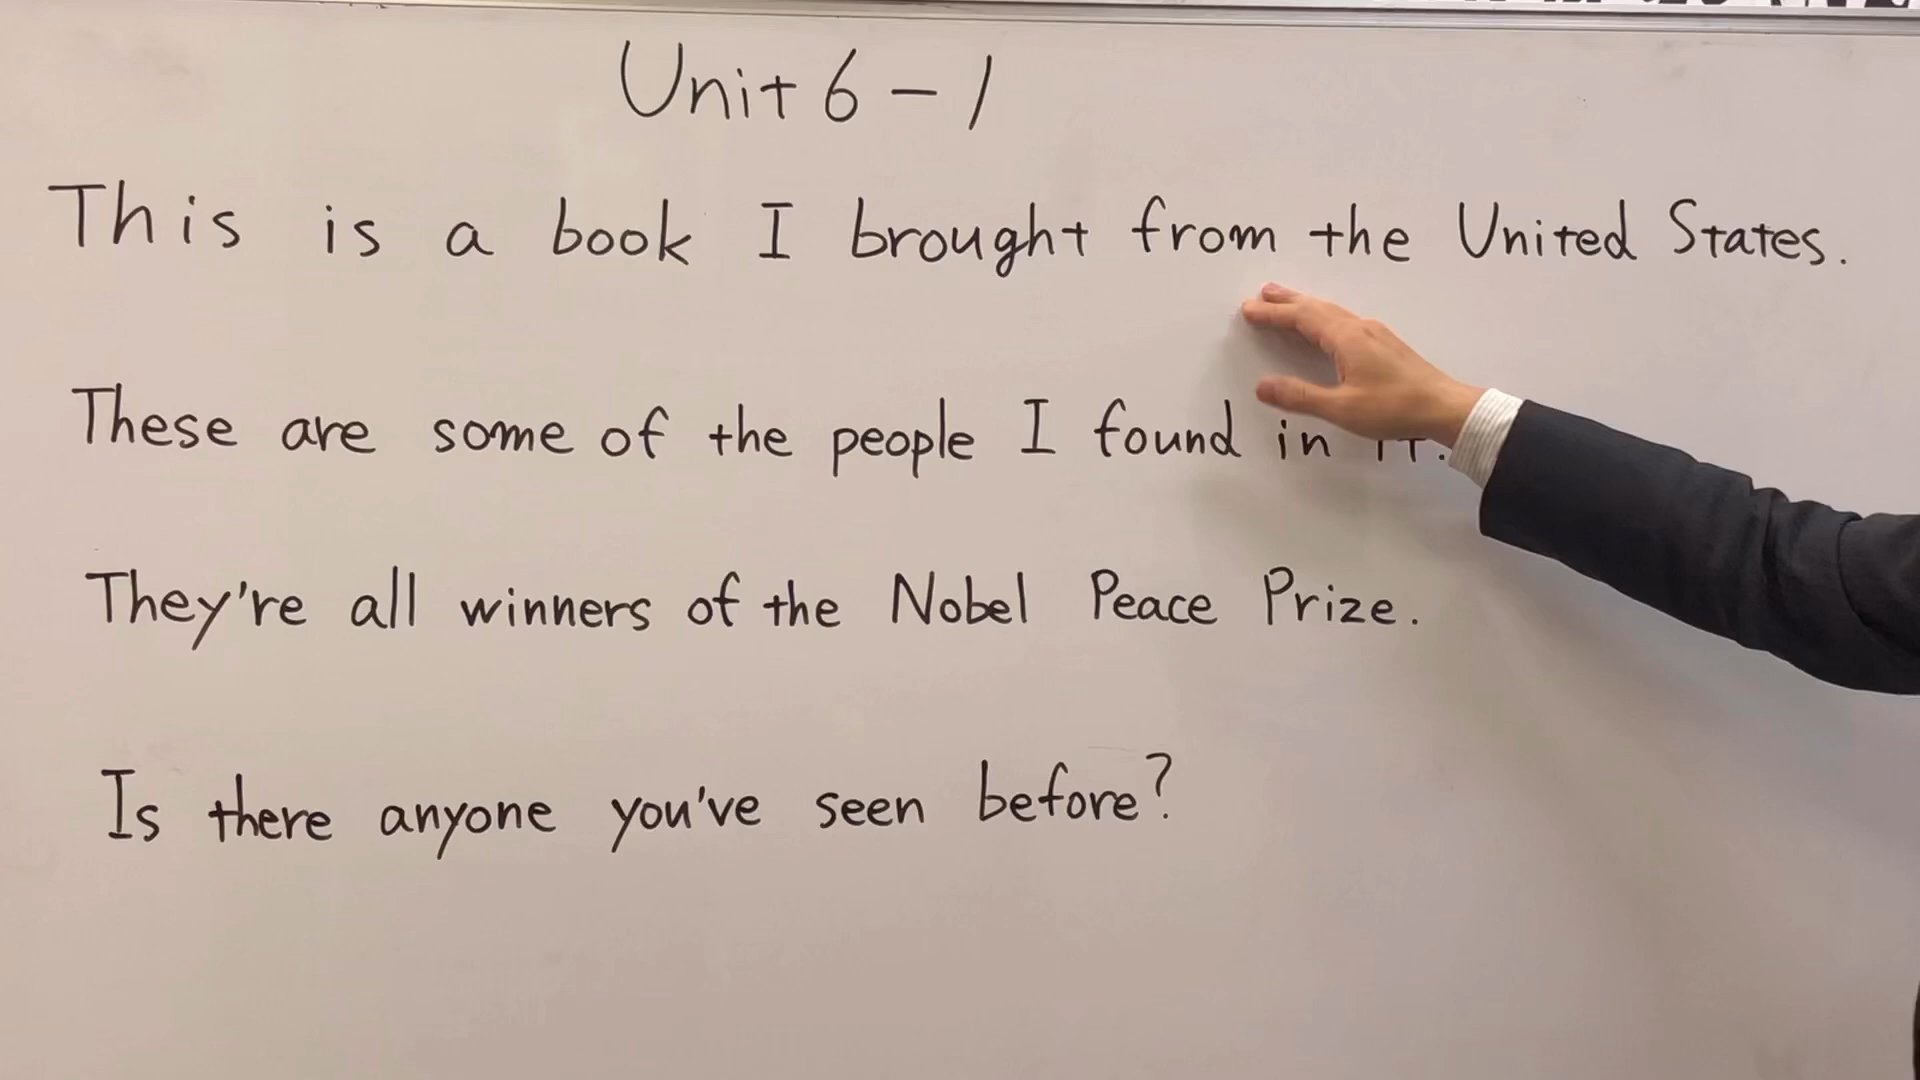 Unit 6-1
This is a book I brought from the United States.
These are some of the people I found in it.
They're all winners of the Nobel Peace Prize.
Is there anyone you've seen before?